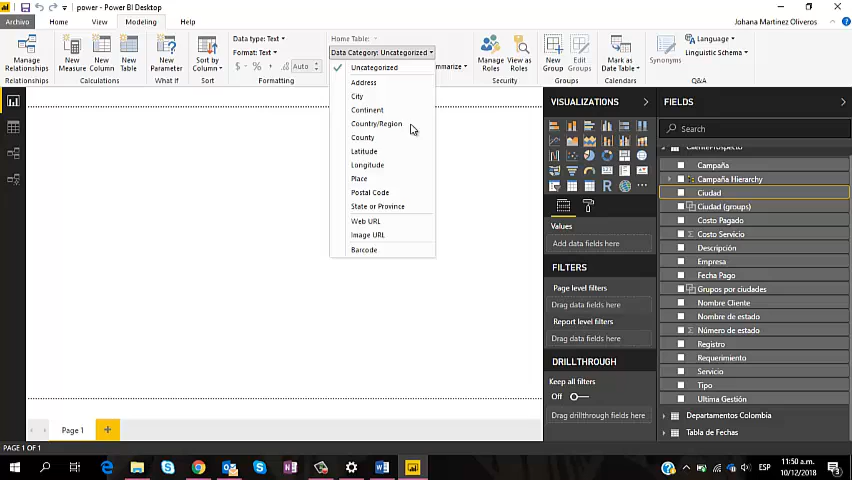 power - Power BI Desktop
Johana Martinez Oliveros
Archivo Home View Modeling Help
Manage Relationships
Relationships
New Measure
New Column
New Table
Calculations
New Parameter
What If
Sort by Column
Sort
Data type: Text
Format: Text
$ % , Auto
Formatting
Home Table:
Data Category: Uncategorized
Uncategorized
Address
City
Continent
Country/Region
County
Latitude
Longitude
Place
Postal Code
State or Province
Web URL
Image URL
Barcode
Manage Roles
View as Roles
Security
New Group
Edit Groups
Groups
Mark as Date Table
Calendars
Synonyms
Language
Linguistic Schema
Q&A
VISUALIZATIONS
R
Values
Add data fields here
FILTERS
Page level filters
Drag data fields here
Report level filters
Drag data fields here
DRILLTHROUGH
Keep all filters
Off
Drag drillthrough fields here
FIELDS
Search
ClienteProspecto
Campaña
Campaña Hierarchy
Ciudad
Ciudad (groups)
Costo Pagado
Costo Servicio
Descripción
Empresa
Fecha Pago
Grupos por ciudades
Nombre Cliente
Nombre de estado
Número de estado
Registro
Requerimiento
Servicio
Tipo
Ultima Gestión
Departamentos Colombia
Tabla de Fechas
Page 1
PAGE 1 OF 1
ESP
11:50 a.m.
10/12/2018